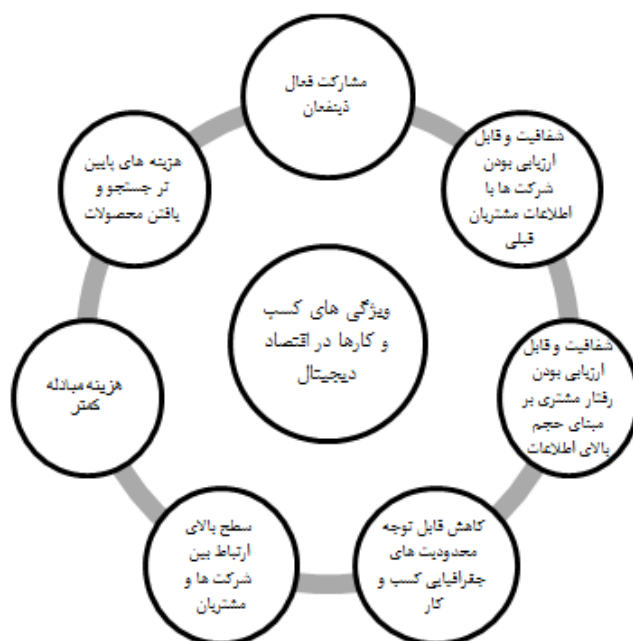 مشارکت فعال
ذینفعان
شفافیت و قابل
ارزیابی بودن
شرکت ها با
اطلاعات مشتریان
قبلی
شفافیت و قابل
ارزیابی بودن
رفتار مشتری بر
مبنای حجم
بالای اطلاعات
کاهش قابل توجه
محدودیت های
جغرافیایی کسب و
کار
سطح بالای
ارتباط بین
شرکت ها و
مشتریان
هزینه مبادله
کمتر
هزینه های پایین
تر جستجو و
یافتن محصولات
ویژگی های کسب
و کارها در اقتصاد
دیجیتال